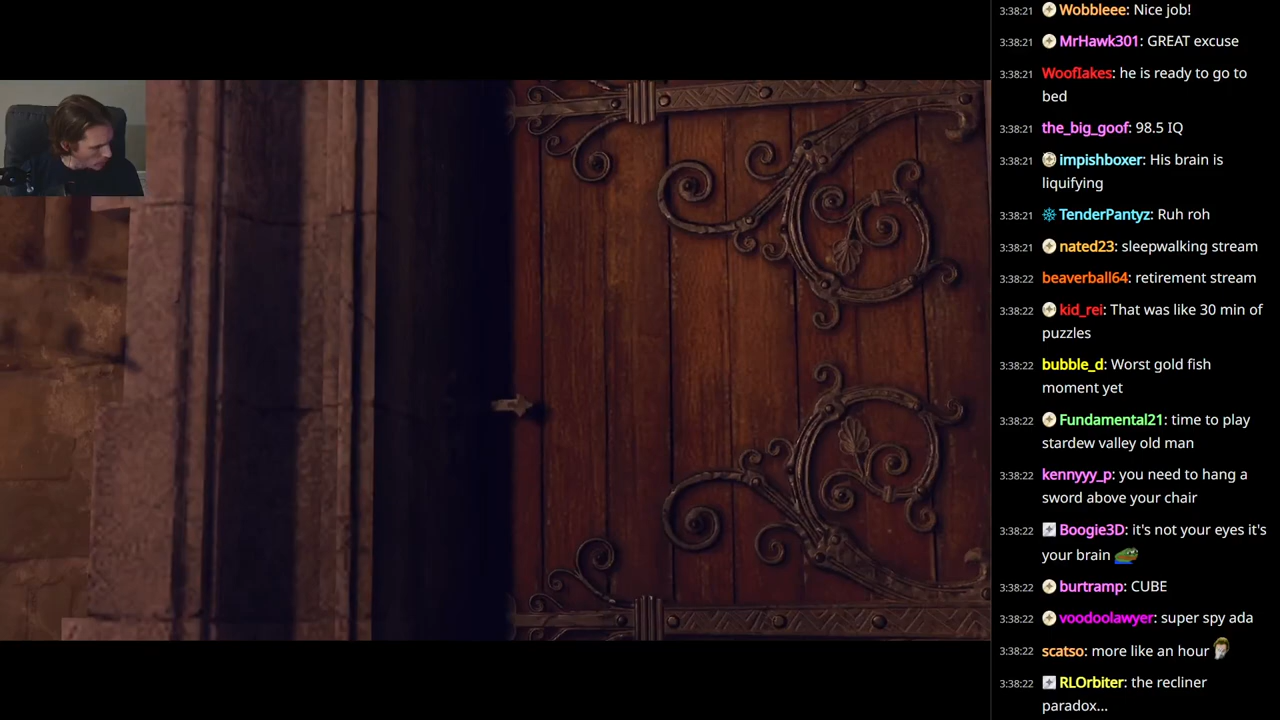 3:38:21 Wobbleee: Nice job!
3:38:21 MrHawk301: GREAT excuse
3:38:21 WoofIakes: he is ready to go to
bed
3:38:21 the_big_goof: 98.5 IQ
3:38:21 impishboxer: His brain is
liquifying
3:38:21 TenderPantyz: Ruh roh
3:38:21 nated23: sleepwalking stream
3:38:22 beaverball64: retirement stream
3:38:22 kid_rei: That was like 30 min of
puzzles
3:38:22 bubble_d: Worst gold fish
moment yet
3:38:22 Fundamental21: time to play
stardew valley old man
3:38:22 kennyyy_p: you need to hang a
sword above your chair
3:38:22 Boogie3D: it's not your eyes it's
your brain
3:38:22 burtramp: CUBE
3:38:22 voodoolawyer: super spy ada
3:38:22 scatso: more like an hour
3:38:22 RLOrbiter: the recliner
paradox...